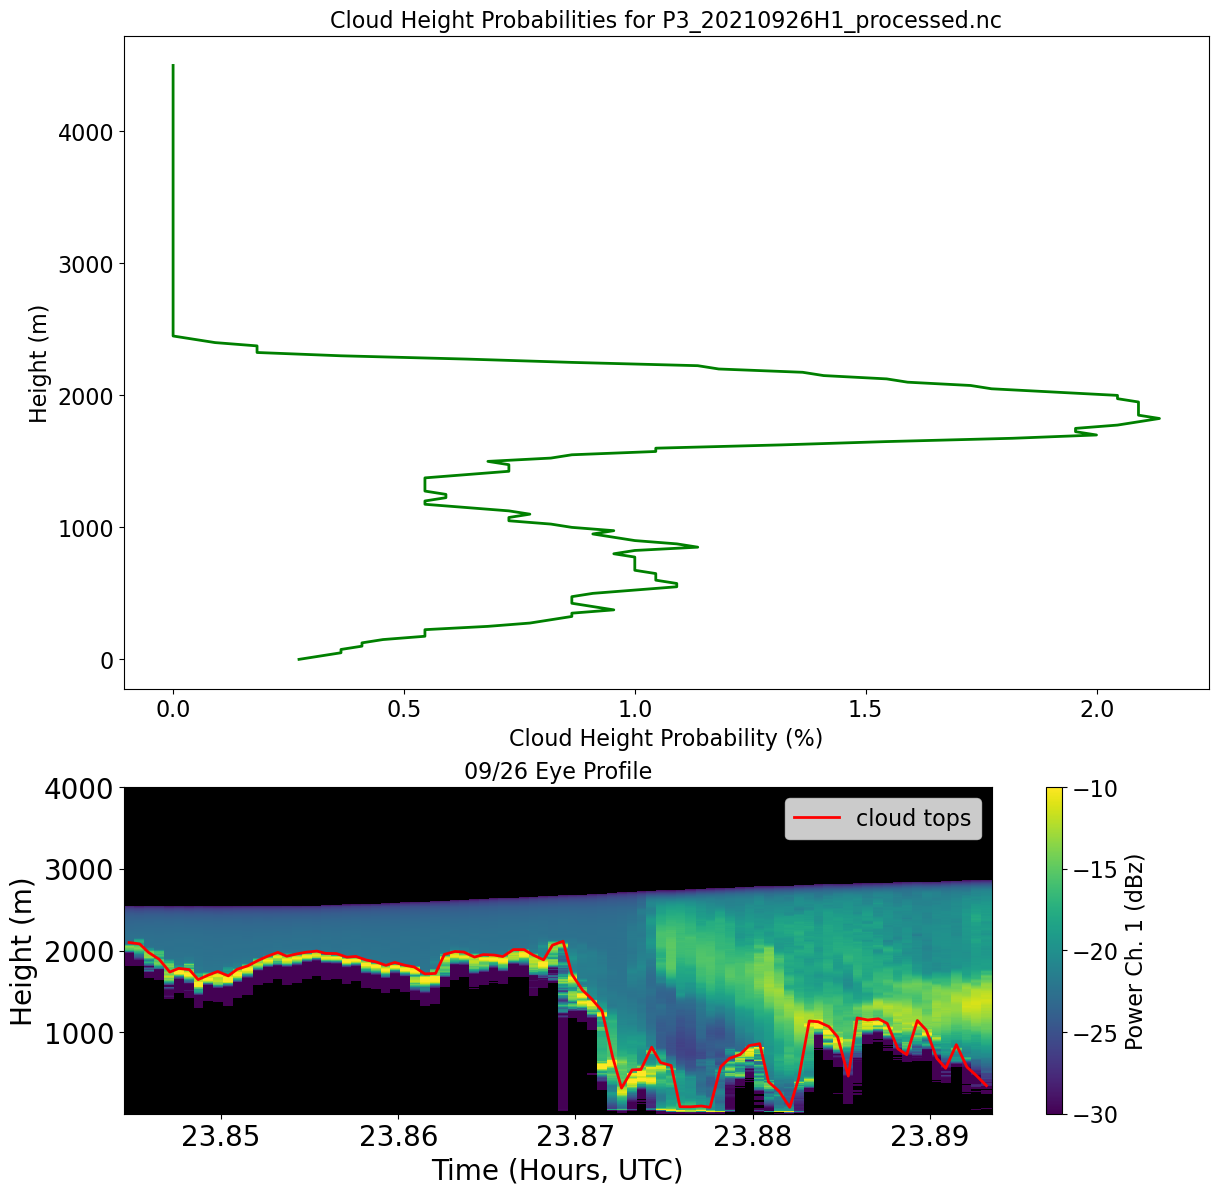 Cloud Height Probabilities for P3_20210926H1_processed.nc
4000
3000
2000
1000
0
Height (m)
0.0 0.5 1.0 1.5 2.0
Cloud Height Probability (%)
09/26 Eye Profile
4000
3000
2000
1000
Height (m)
cloud tops
23.85 23.86 23.87 23.88 23.89
Time (Hours, UTC)
−10
−15
−20
−25
−30
Power Ch. 1 (dBz)